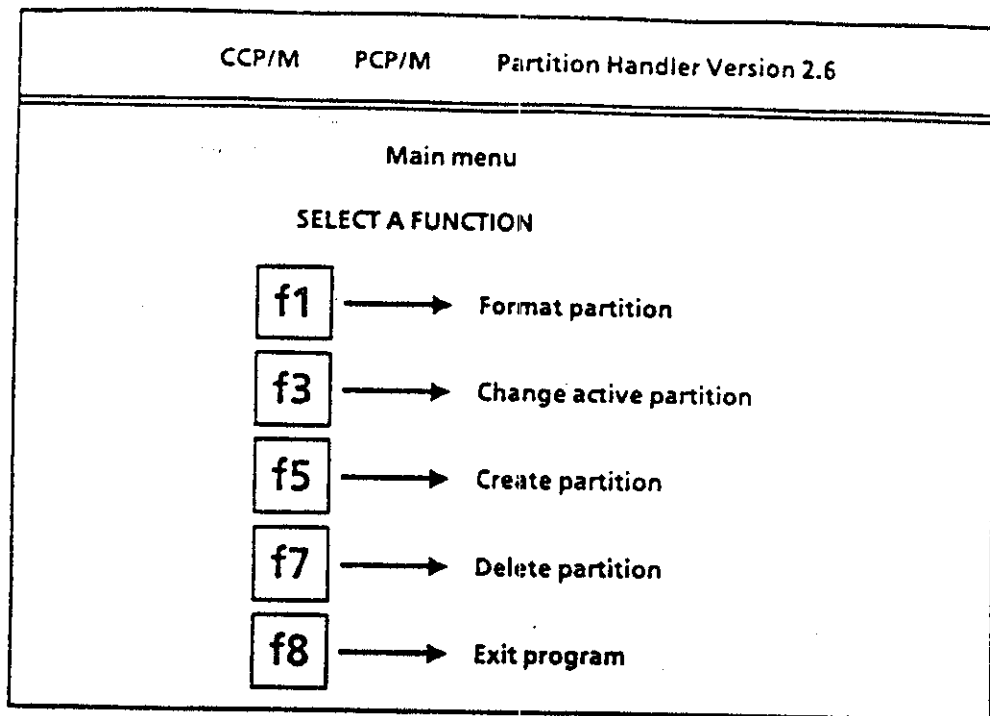 CCP/M PCP/M Partition Handler Version 2.6
Main menu
SELECT A FUNCTION
f1 Format partition
f3 Change active partition
f5 Create partition
f7 Delete partition
f8 Exit program